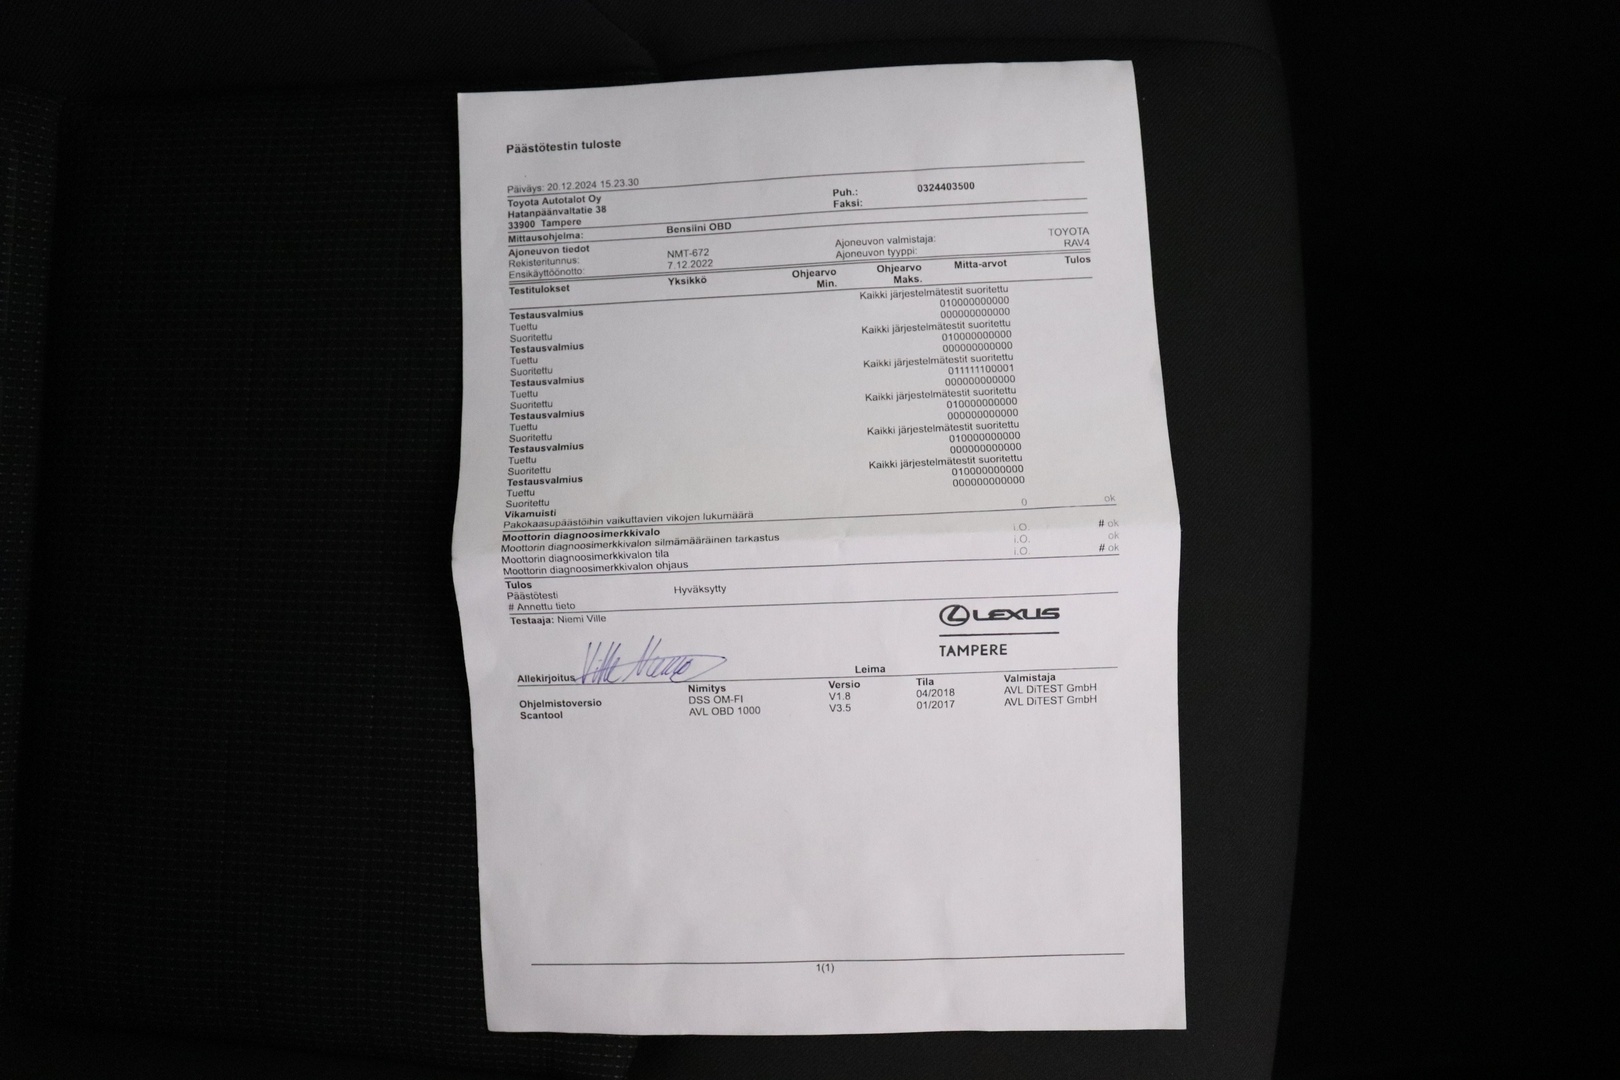 Päästötestin tuloste
Päiväys: 20.12.2024 15.23.30
Toyota Autotalot Oy Puh.: 0324403500
Hatanpäänvaltatie 38 Faksi:
33900 Tampere
Mittausohjelma: Bensiini OBD
Ajoneuvon tiedot
Rekisteritunnus: NMT-672 Ajoneuvon valmistaja: TOYOTA
Ensikäyttöönotto: 7.12.2022 Ajoneuvon tyyppi: RAV4
Testitulokset Yksikkö Ohjearvo Min. Ohjearvo Maks. Mitta-arvot Tulos
Testausvalmius Kaikki järjestelmätestit suoritettu
Tuettu 010000000000
Suoritettu 000000000000
Testausvalmius Kaikki järjestelmätestit suoritettu
Tuettu 010000000000
Suoritettu 000000000000
Testausvalmius Kaikki järjestelmätestit suoritettu
Tuettu 011111100001
Suoritettu 000000000000
Testausvalmius Kaikki järjestelmätestit suoritettu
Tuettu 010000000000
Suoritettu 000000000000
Testausvalmius Kaikki järjestelmätestit suoritettu
Tuettu 010000000000
Suoritettu 000000000000
Testausvalmius Kaikki järjestelmätestit suoritettu
Tuettu 010000000000
Suoritettu 000000000000
Vikamuisti
Pakokaasupäästöihin vaikuttavien vikojen lukumäärä 0 ok
Moottorin diagnoosimerkkivalo
Moottorin diagnoosimerkkivalon silmämääräinen tarkastus i.O. # ok
Moottorin diagnoosimerkkivalon tila i.O. ok
Moottorin diagnoosimerkkivalon ohjaus i.O. # ok
Tulos
Päästötesti Hyväksytty
# Annettu tieto
Testaaja: Niemi Ville
LEXUS
TAMPERE
Allekirjoitus Ville Niemi Leima
Nimitys Versio Tila Valmistaja
Ohjelmistoversio DSS OM-FI V1.8 04/2018 AVL DiTEST GmbH
Scantool AVL OBD 1000 V3.5 01/2017 AVL DiTEST GmbH
1(1)